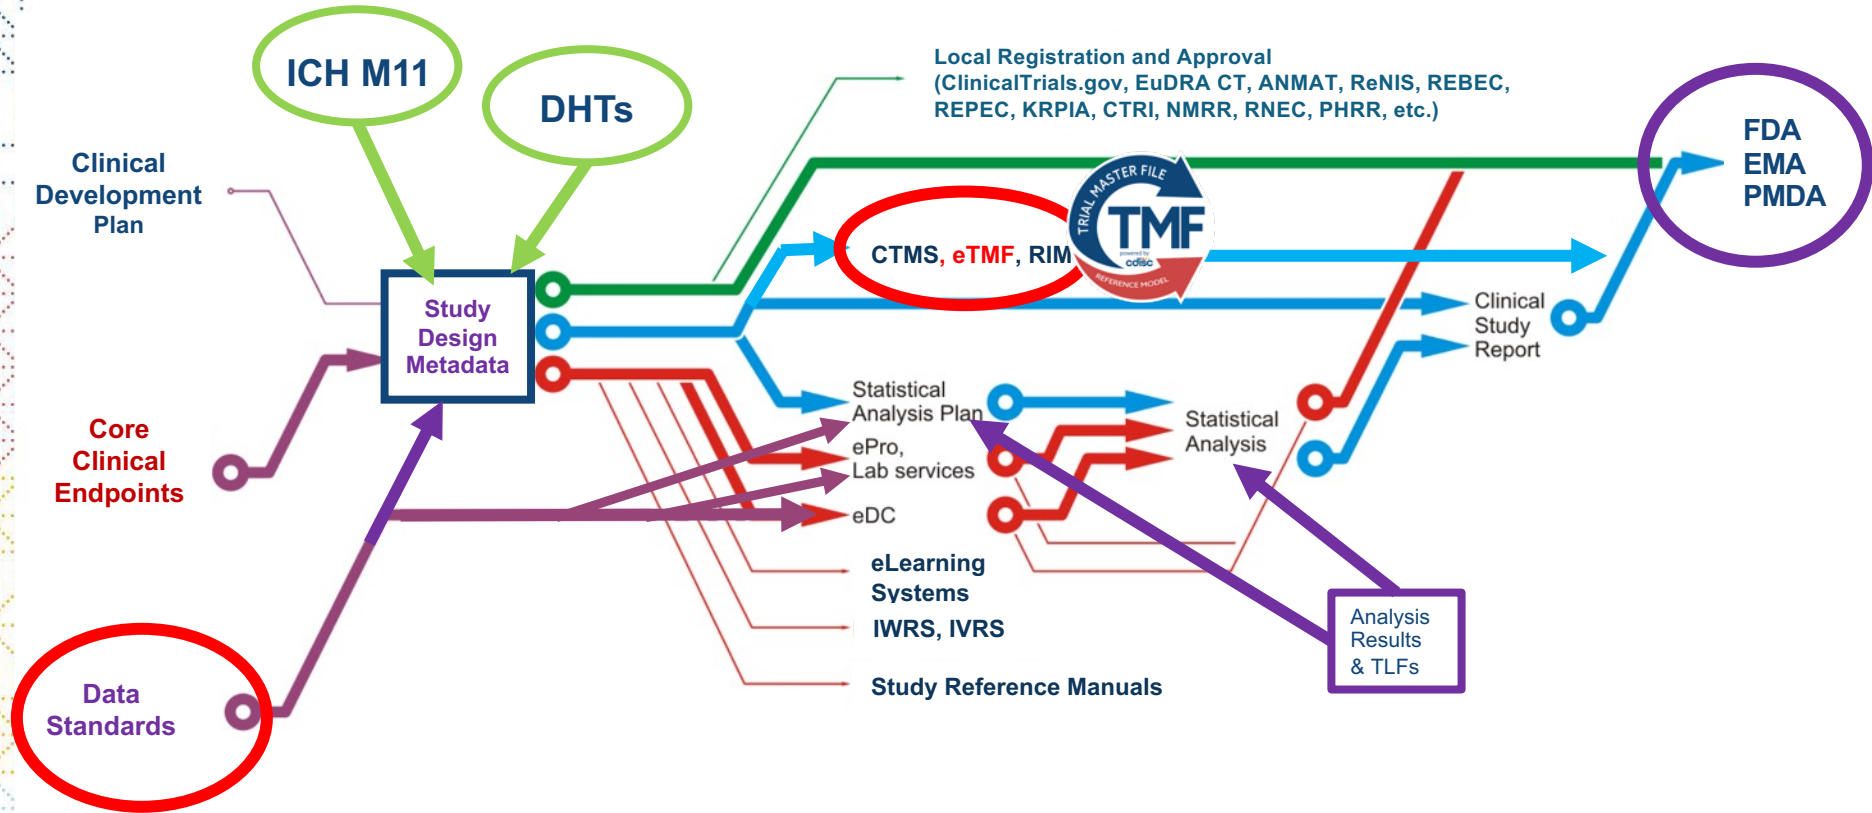 ICH M11
DHTs
Local Registration and Approval
(ClinicalTrials.gov, EuDRA CT, ANMAT, ReNIS, REBEC,
REPEC, KRPIA, CTRI, NMRR, RNEC, PHRR, etc.)
FDA
EMA
PMDA
Clinical
Development
Plan
TRIAL MASTER FILE
TMF
powered by
cdisc
REFERENCE MODEL
CTMS, eTMF, RIM
Study
Design
Metadata
Clinical
Study
Report
Statistical
Analysis Plan
Statistical
Analysis
ePro,
Lab services
eDC
Core
Clinical
Endpoints
eLearning
Systems
IWRS, IVRS
Study Reference Manuals
Analysis
Results
& TLFs
Data
Standards